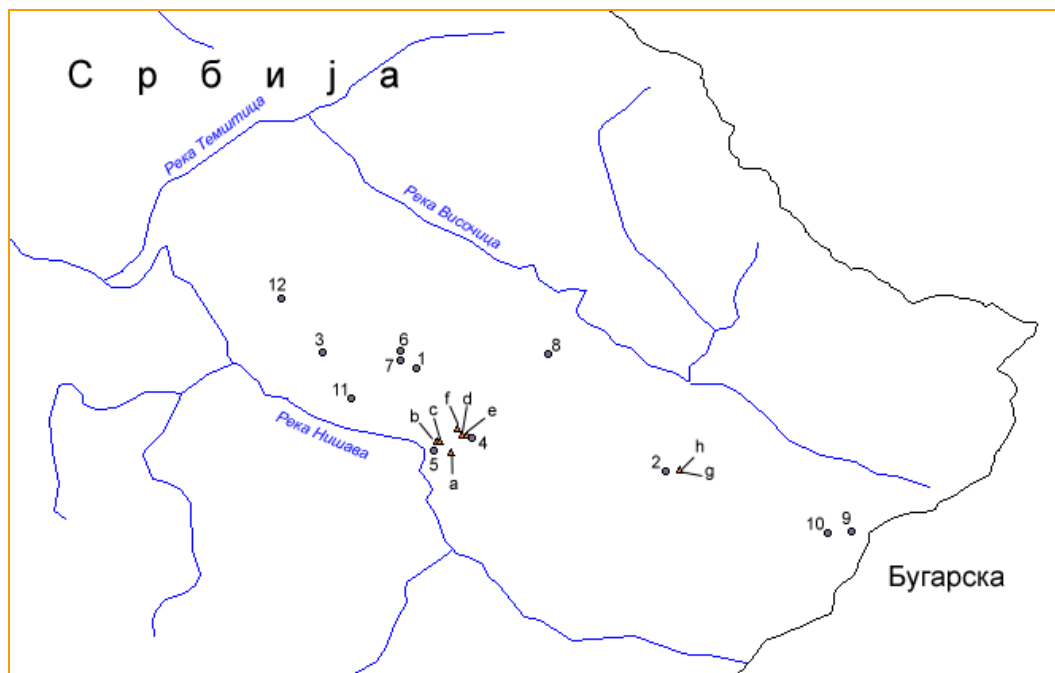 Србија
Река Темштица
Река Височица
12
3
6
7
1
8
11
Река Нишава
f
d
c
e
b
4
5
a
2
h
g
10
9
Бугарска